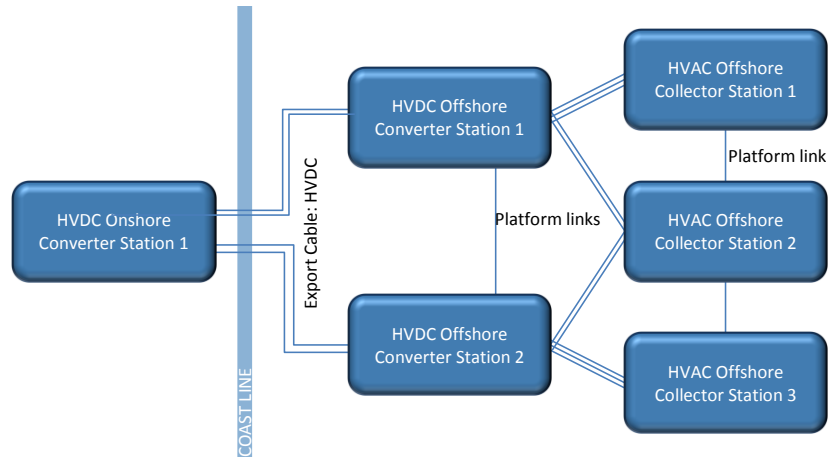 HVDC Onshore
Converter Station 1
COAST LINE
Export Cable: HVDC
HVDC Offshore
Converter Station 1
Platform links
HVDC Offshore
Converter Station 2
HVAC Offshore
Collector Station 1
Platform link
HVAC Offshore
Collector Station 2
HVAC Offshore
Collector Station 3